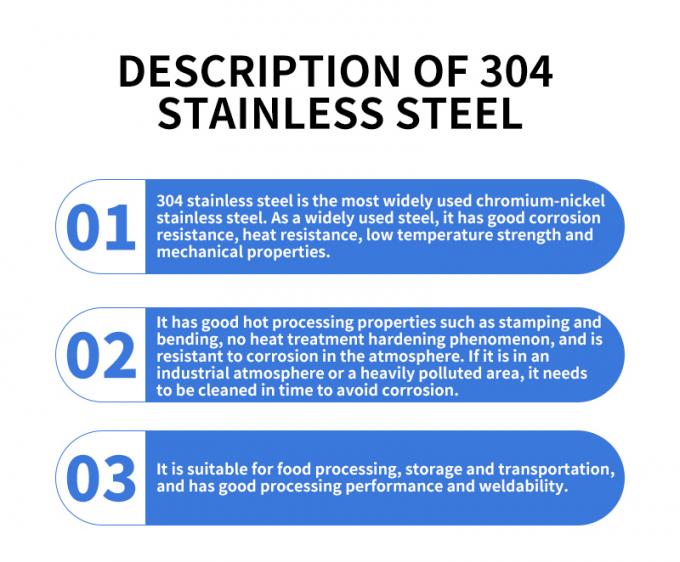 DESCRIPTION OF 304
STAINLESS STEEL
01
304 stainless steel is the most widely used chromium-nickel
stainless steel. As a widely used steel, it has good corrosion
resistance, heat resistance, low temperature strength and
mechanical properties.
02
It has good hot processing properties such as stamping and
bending, no heat treatment hardening phenomenon, and is
resistant to corrosion in the atmosphere. If it is in an
industrial atmosphere or a heavily polluted area, it needs
to be cleaned in time to avoid corrosion.
03
It is suitable for food processing, storage and transportation,
and has good processing performance and weldability.